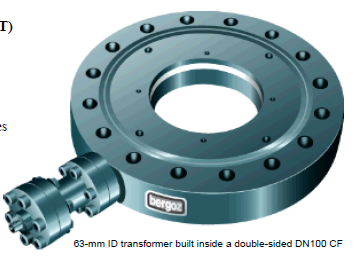 T)
es
bergoz
63-mm ID transformer built inside a double-sided DN100 CF